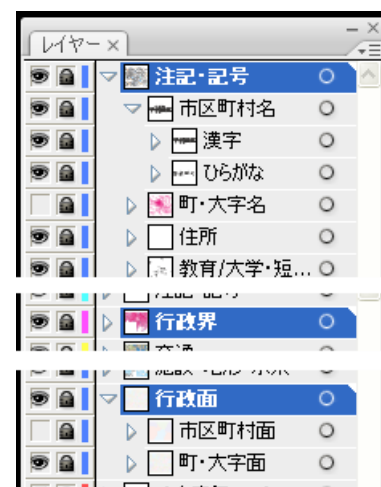 レイヤー ×
注記・記号
市区町村名
漢字
ひらがな
町・大字名
住所
教育/大学・短...
行政界
行政面
市区町村面
町・大字面